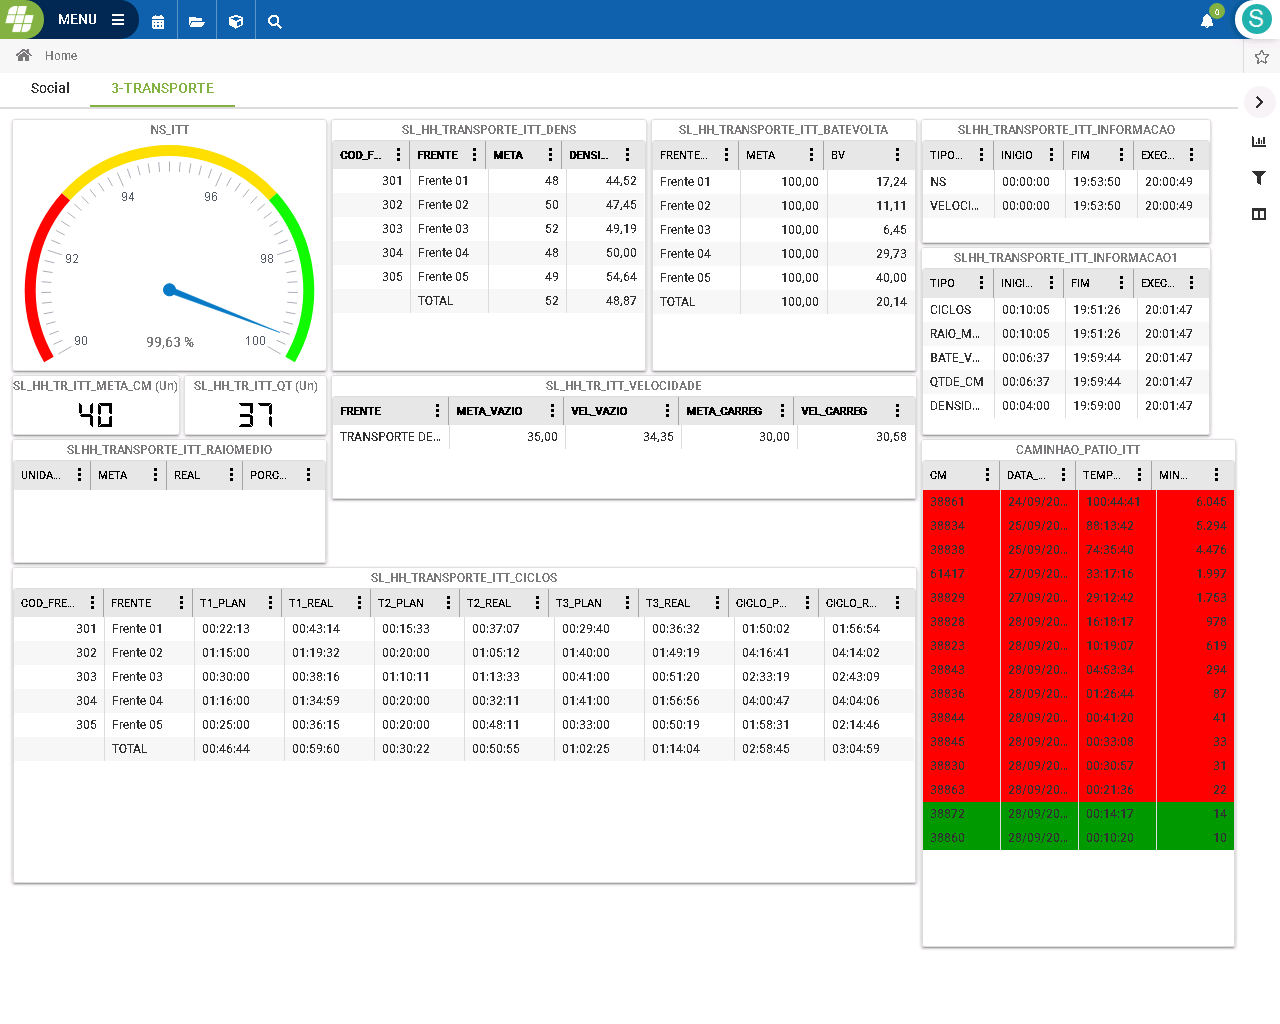 MENU
0
S
Home
Social 3-TRANSPORTE
NS_ITT
94 96
92 98
90 100
99,63 %
SL_HH_TRANSPORTE_ITT_DENS
COD_F... FRENTE META DENSI...
301 Frente 01 48 44,52
302 Frente 02 50 47,45
303 Frente 03 52 49,19
304 Frente 04 48 50,00
305 Frente 05 49 54,64
TOTAL 52 48,87
SL_HH_TRANSPORTE_ITT_BATEVOLTA
FRENTE... META BV
Frente 01 100,00 17,24
Frente 02 100,00 11,11
Frente 03 100,00 6,45
Frente 04 100,00 29,73
Frente 05 100,00 40,00
TOTAL 100,00 20,14
SLHH_TRANSPORTE_ITT_INFORMACAO
TIPO... INICIO FIM EXEC...
NS 00:00:00 19:53:50 20:00:49
VELOCI... 00:00:00 19:53:50 20:00:49
SLHH_TRANSPORTE_ITT_INFORMACAO1
TIPO INICI... FIM EXEC...
CICLOS 00:10:05 19:51:26 20:01:47
RAIO_M... 00:10:05 19:51:26 20:01:47
BATE_V... 00:06:37 19:59:44 20:01:47
QTDE_CM 00:06:37 19:59:44 20:01:47
DENSID... 00:04:00 19:59:00 20:01:47
SL_HH_TR_ITT_META_CM (Un)
40
SL_HH_TR_ITT_QT (Un)
37
SL_HH_TR_ITT_VELOCIDADE
FRENTE META_VAZIO VEL_VAZIO META_CARREG VEL_CARREG
TRANSPORTE DE... 35,00 34,35 30,00 30,58
SLHH_TRANSPORTE_ITT_RAIOMEDIO
UNIDA... META REAL PORC...
CAMINHAO_PATIO_ITT
CM DATA_... TEMP... MIN...
38861 24/09/20... 100:44:41 6.045
38834 25/09/20... 88:13:42 5.294
38838 25/09/20... 74:35:40 4.476
61417 27/09/20... 33:17:16 1.997
38829 27/09/20... 29:12:42 1.753
38828 28/09/20... 16:18:17 978
38823 28/09/20... 10:19:07 619
38843 28/09/20... 04:53:34 294
38836 28/09/20... 01:26:44 87
38844 28/09/20... 00:41:20 41
38845 28/09/20... 00:33:08 33
38830 28/09/20... 00:30:57 31
38863 28/09/20... 00:21:36 22
38872 28/09/20... 00:14:17 14
38860 28/09/20... 00:10:20 10
SL_HH_TRANSPORTE_ITT_CICLOS
COD_FRE... FRENTE T1_PLAN T1_REAL T2_PLAN T2_REAL T3_PLAN T3_REAL CICLO_P... CICLO_R...
301 Frente 01 00:22:13 00:43:14 00:15:33 00:37:07 00:29:40 00:36:32 01:50:02 01:56:54
302 Frente 02 01:15:00 01:19:32 00:20:00 01:05:12 01:40:00 01:49:19 04:16:41 04:14:02
303 Frente 03 00:30:00 00:38:16 01:10:11 01:13:33 00:41:00 00:51:20 02:33:19 02:43:09
304 Frente 04 01:16:00 01:34:59 00:20:00 00:32:11 01:41:00 01:56:56 04:00:47 04:04:06
305 Frente 05 00:25:00 00:36:15 00:20:00 00:48:11 00:33:00 00:50:19 01:58:31 02:14:46
TOTAL 00:46:44 00:59:60 00:30:22 00:50:55 01:02:25 01:14:04 02:58:45 03:04:59